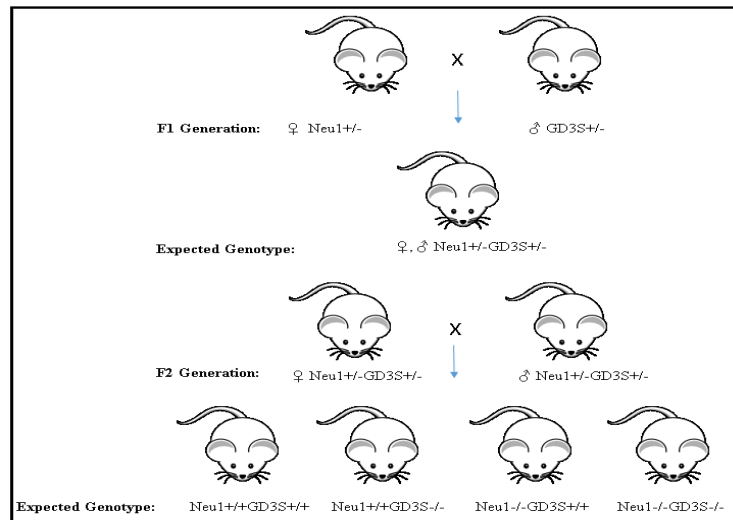 X
F1 Generation: ♀ Neu1+/- ♂ GD3S+/-
Expected Genotype: ♀,♂ Neu1+/-GD3S+/-
X
F2 Generation: ♀ Neu1+/-GD3S+/- ♂ Neu1+/-GD3S+/-
Expected Genotype: Neu1+/+GD3S+/+ Neu1+/+GD3S-/- Neu1-/-GD3S+/+ Neu1-/-GD3S-/-